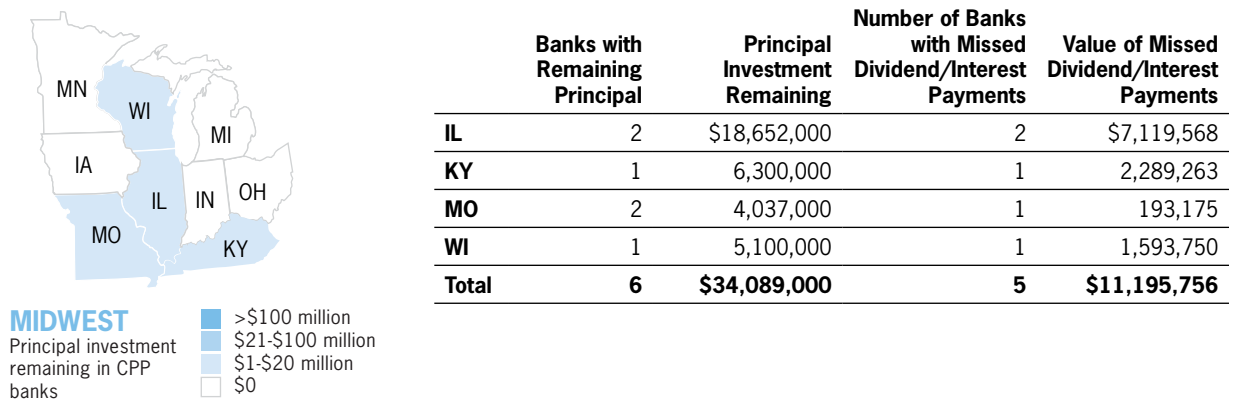 MN
WI
MI
IA
IL
IN
OH
MO
KY
MIDWEST
Principal investment
remaining in CPP
banks
>$100 million
$21-$100 million
$1-$20 million
$0
Banks with Remaining Principal | Principal Investment Remaining | Number of Banks with Missed Dividend/Interest Payments | Value of Missed Dividend/Interest Payments
IL 2 $18,652,000 2 $7,119,568
KY 1 6,300,000 1 2,289,263
MO 2 4,037,000 1 193,175
WI 1 5,100,000 1 1,593,750
Total 6 $34,089,000 5 $11,195,756